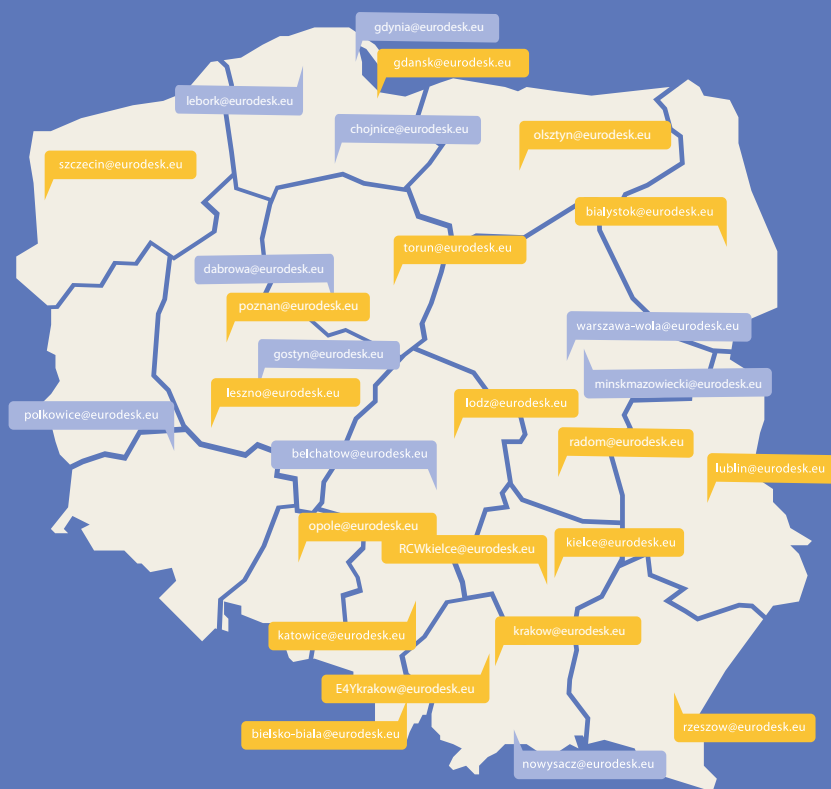 gdynia@eurodesk.eu
gdansk@eurodesk.eu
lebork@eurodesk.eu
chojnice@eurodesk.eu
olsztyn@eurodesk.eu
szczecin@eurodesk.eu
bialystok@eurodesk.eu
torun@eurodesk.eu
dabrowa@eurodesk.eu
poznan@eurodesk.eu
warszawa-wola@eurodesk.eu
gostyn@eurodesk.eu
minskmazowiecki@eurodesk.eu
leszno@eurodesk.eu
lodz@eurodesk.eu
polkowice@eurodesk.eu
radom@eurodesk.eu
belchatow@eurodesk.eu
lublin@eurodesk.eu
opole@eurodesk.eu
kielce@eurodesk.eu
RCWkielce@eurodesk.eu
krakow@eurodesk.eu
katowice@eurodesk.eu
E4Ykrakow@eurodesk.eu
rzeszow@eurodesk.eu
bielsko-biala@eurodesk.eu
nowysacz@eurodesk.eu